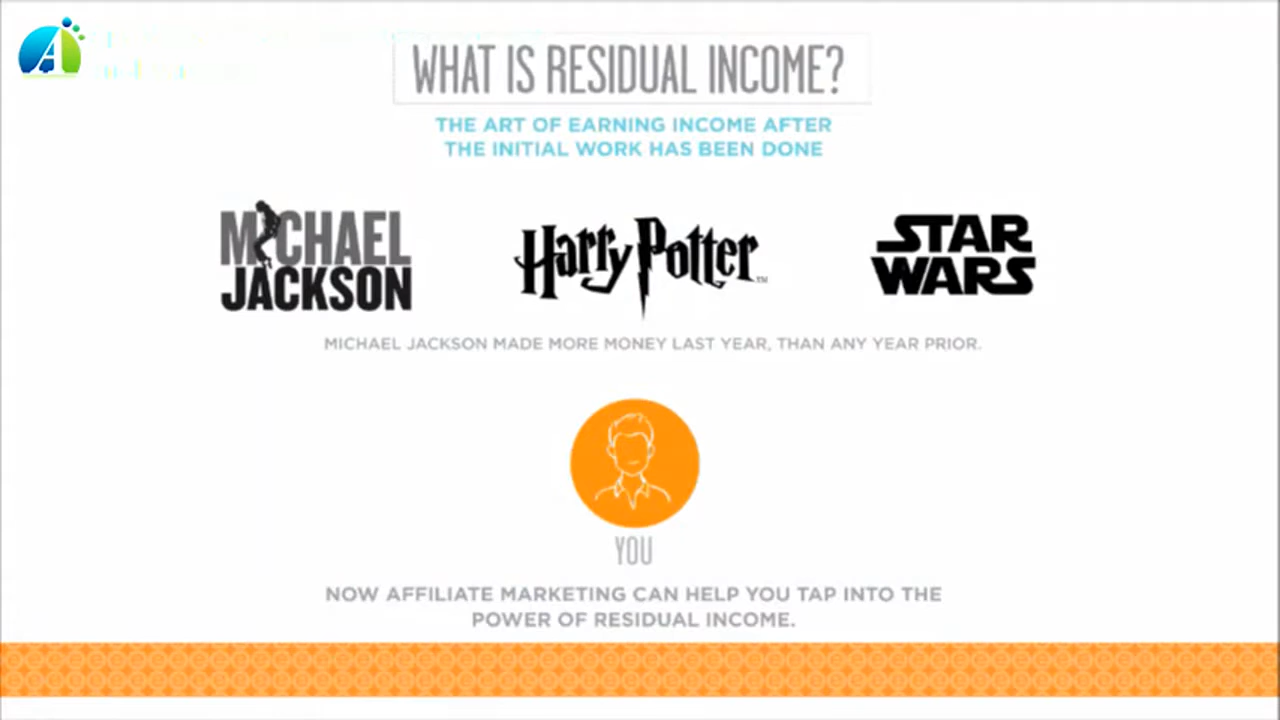 WHAT IS RESIDUAL INCOME?
THE ART OF EARNING INCOME AFTER
THE INITIAL WORK HAS BEEN DONE
MICHAEL
JACKSON
Harry Potter™
STAR
WARS
MICHAEL JACKSON MADE MORE MONEY LAST YEAR, THAN ANY YEAR PRIOR.
YOU
NOW AFFILIATE MARKETING CAN HELP YOU TAP INTO THE
POWER OF RESIDUAL INCOME.